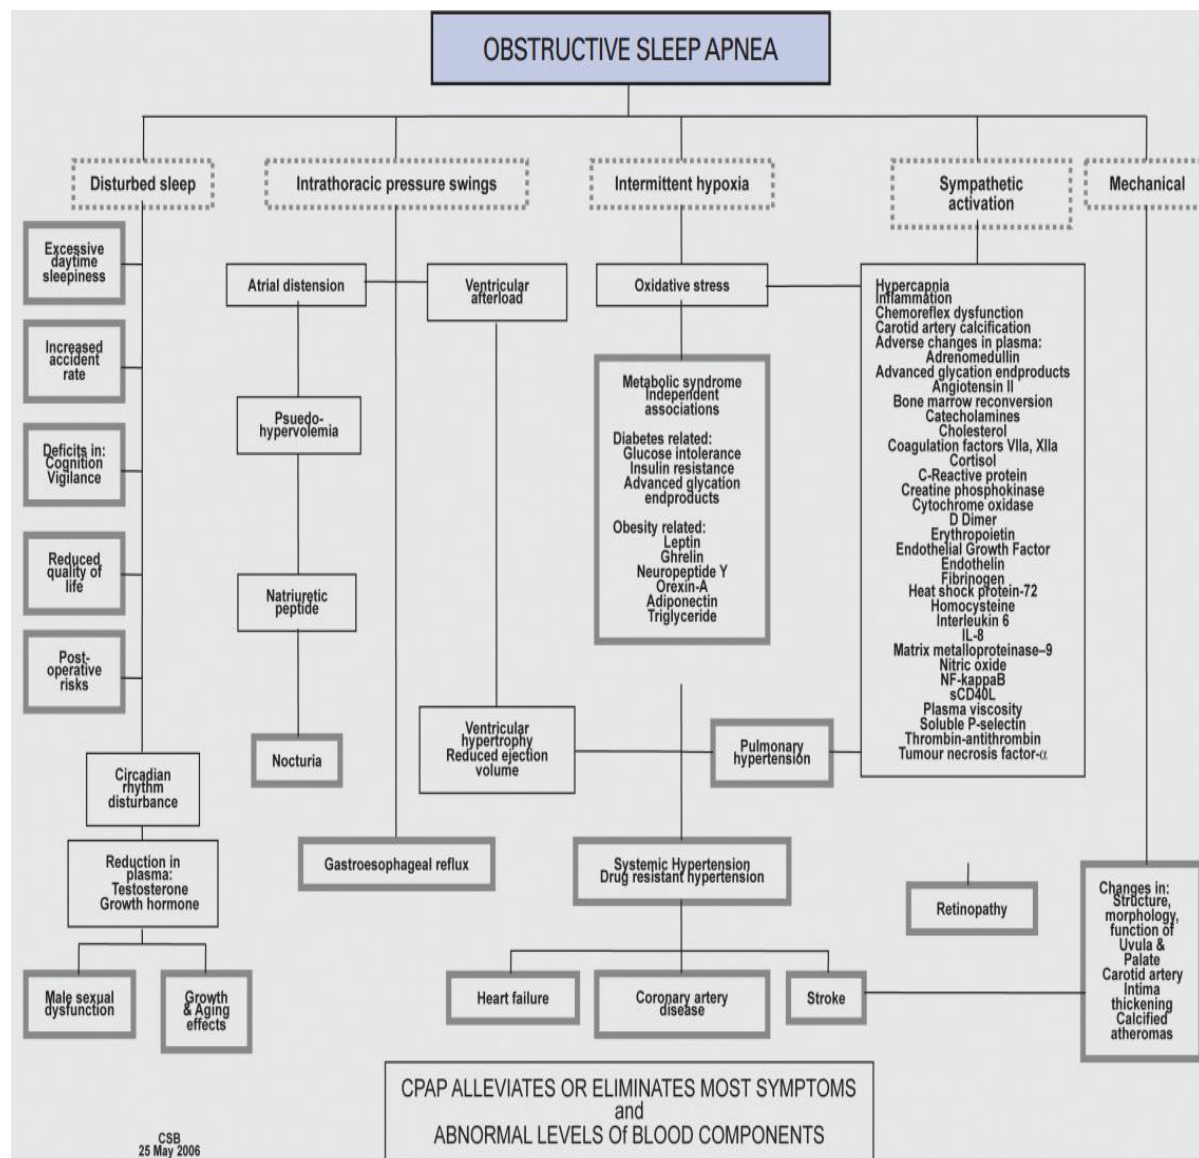 OBSTRUCTIVE SLEEP APNEA
Disturbed sleep
Intrathoracic pressure swings
Intermittent hypoxia
Sympathetic
activation
Mechanical
Excessive
daytime
sleepiness
Increased
accident
rate
Deficits in:
Cognition
Vigilance
Reduced
quality of
life
Post-
operative
risks
Circadian
rhythm
disturbance
Reduction in
plasma:
Testosterone
Growth hormone
Male sexual
dysfunction
Growth
& Aging
effects
Atrial distension
Psuedo-
hypervolemia
Natriuretic
peptide
Nocturia
Ventricular
afterload
Ventricular
hypertrophy
Reduced ejection
volume
Gastroesophageal reflux
Oxidative stress
Metabolic syndrome
Independent
associations
Diabetes related:
Glucose intolerance
Insulin resistance
Advanced glycation
endproducts
Obesity related:
Leptin
Ghrelin
Neuropeptide Y
Orexin-A
Adiponectin
Triglyceride
Pulmonary
hypertension
Systemic Hypertension
Drug resistant hypertension
Heart failure
Coronary artery
disease
Stroke
Hypercapnia
Inflammation
Chemoreflex dysfunction
Carotid artery calcification
Adverse changes in plasma:
Adrenomedullin
Advanced glycation endproducts
Angiotensin II
Bone marrow reconversion
Catecholamines
Cholesterol
Coagulation factors VIIa, XIIa
Cortisol
C-Reactive protein
Creatine phosphokinase
Cytochrome oxidase
D Dimer
Erythropoietin
Endothelial Growth Factor
Endothelin
Fibrinogen
Heat shock protein-72
Homocysteine
Interleukin 6
IL-8
Matrix metalloproteinase–9
Nitric oxide
NF-kappaB
sCD40L
Plasma viscosity
Soluble P-selectin
Thrombin-antithrombin
Tumour necrosis factor-α
Retinopathy
Changes in:
Structure,
morphology,
function of
Uvula &
Palate
Carotid artery
Intima
thickening
Calcified
atheromas
CPAP ALLEVIATES OR ELIMINATES MOST SYMPTOMS
and
ABNORMAL LEVELS Of BLOOD COMPONENTS
CSB
25 May 2006